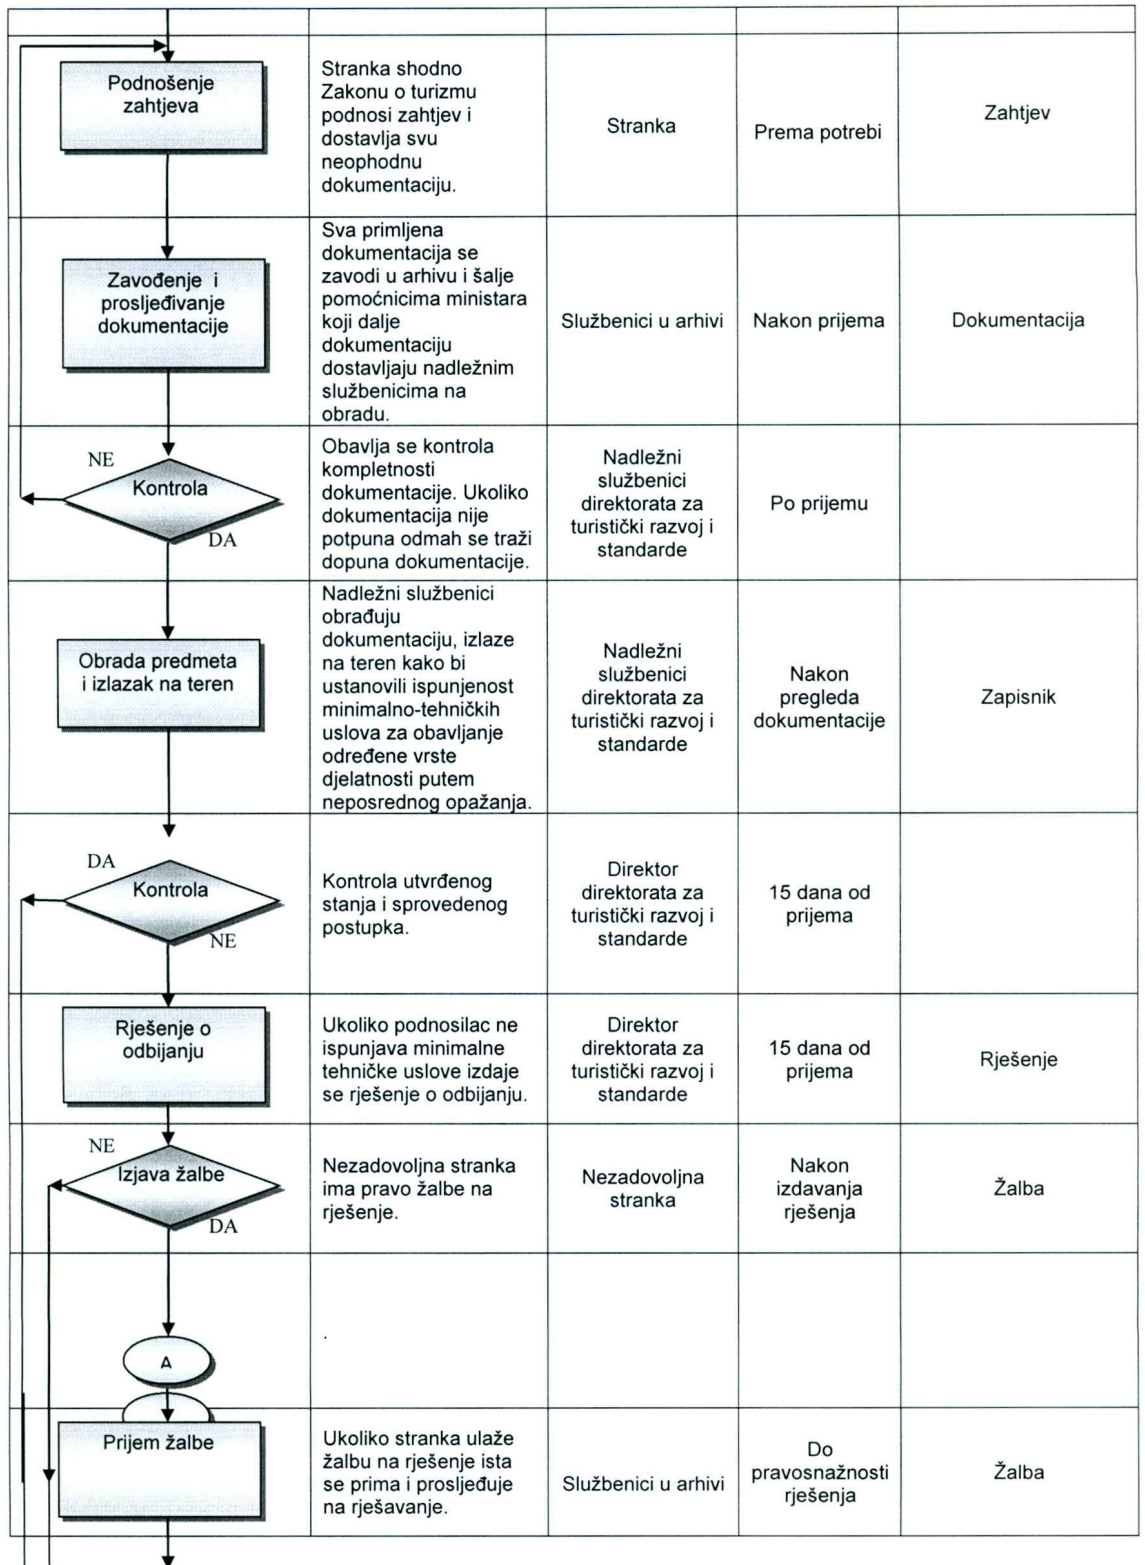 Podnošenje
zahtjeva
Stranka shodno
Zakonu o turizmu
podnosi zahtjev i
dostavlja svu
neophodnu
dokumentaciju.
Stranka
Prema potrebi
Zahtjev
Zavođenje i
prosljeđivanje
dokumentacije
Sva primljena
dokumentacija se
zavodi u arhivu i šalje
pomoćnicima ministara
koji dalje
dokumentaciju
dostavljaju nadležnim
službenicima na
obradu.
Službenici u arhivi
Nakon prijema
Dokumentacija
NE
Kontrola
DA
Obavlja se kontrola
kompletnosti
dokumentacije. Ukoliko
dokumentacija nije
potpuna odmah se traži
dopuna dokumentacije.
Nadležni
službenici
direktorata za
turistički razvoj i
standarde
Po prijemu
Obrada predmeta
i izlazak na teren
Nadležni službenici
obrađuju
dokumentaciju, izlaze
na teren kako bi
ustanovili ispunjenost
minimalno-tehničkih
uslova za obavljanje
određene vrste
djelatnosti putem
neposrednog opažanja.
Nadležni
službenici
direktorata za
turistički razvoj i
standarde
Nakon
pregleda
dokumentacije
Zapisnik
DA
Kontrola
NE
Kontrola utvrđenog
stanja i sprovedenog
postupka.
Direktor
direktorata za
turistički razvoj i
standarde
15 dana od
prijema
Rješenje o
odbijanju
Ukoliko podnosilac ne
ispunjava minimalne
tehničke uslove izdaje
se rješenje o odbijanju.
Direktor
direktorata za
turistički razvoj i
standarde
15 dana od
prijema
Rješenje
NE
Izjava žalbe
DA
Nezadovoljna stranka
ima pravo žalbe na
rješenje.
Nezadovoljna
stranka
Nakon
izdavanja
rješenja
Žalba
A
Prijem žalbe
Ukoliko stranka ulaže
žalbu na rješenje ista
se prima i prosljeđuje
na rješavanje.
Službenici u arhivi
Do
pravosnažnosti
rješenja
Žalba